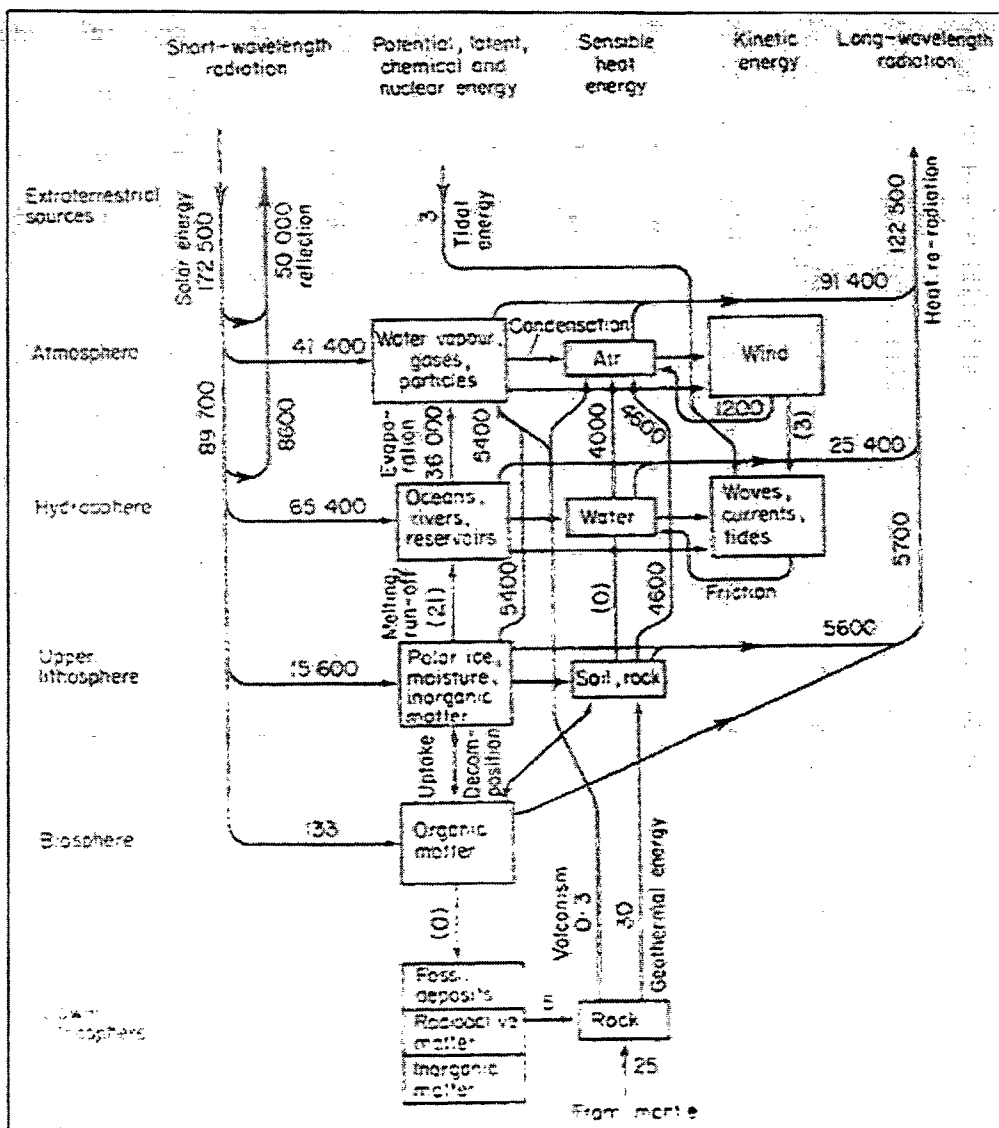 Short-wavelength
radiation
Potential, latent,
chemical and
nuclear energy
Sensible
heat
energy
Kinetic
energy
Long-wavelength
radiation
Extraterrestrial
sources
Solar energy
172 500
50 000
reflection
3
Tidal
energy
122 500
Heat re-radiation
91 400
Atmosphere
41 400
Water vapour,
gases,
particles
Condensation
Air
Wind
89 700
8600
Evapo-
ration
36 000
5400
4000
4600
1200
(3)
25 400
Hydrosphere
65 400
Oceans,
rivers,
reservoirs
Water
Waves,
currents,
tides
Melting/
run-off
(21)
5400
(0)
4600
Friction
5700
Upper
lithosphere
15 600
Polar ice,
moisture,
inorganic
matter
Soil, rock
5600
Uptake
Decom-
position
Biosphere
133
Organic
matter
(0)
Volcanism
0·3
30
Geothermal energy
Fossil
deposits
Radioactive
matter
Inorganic
matter
5
Rock
25
From mantle